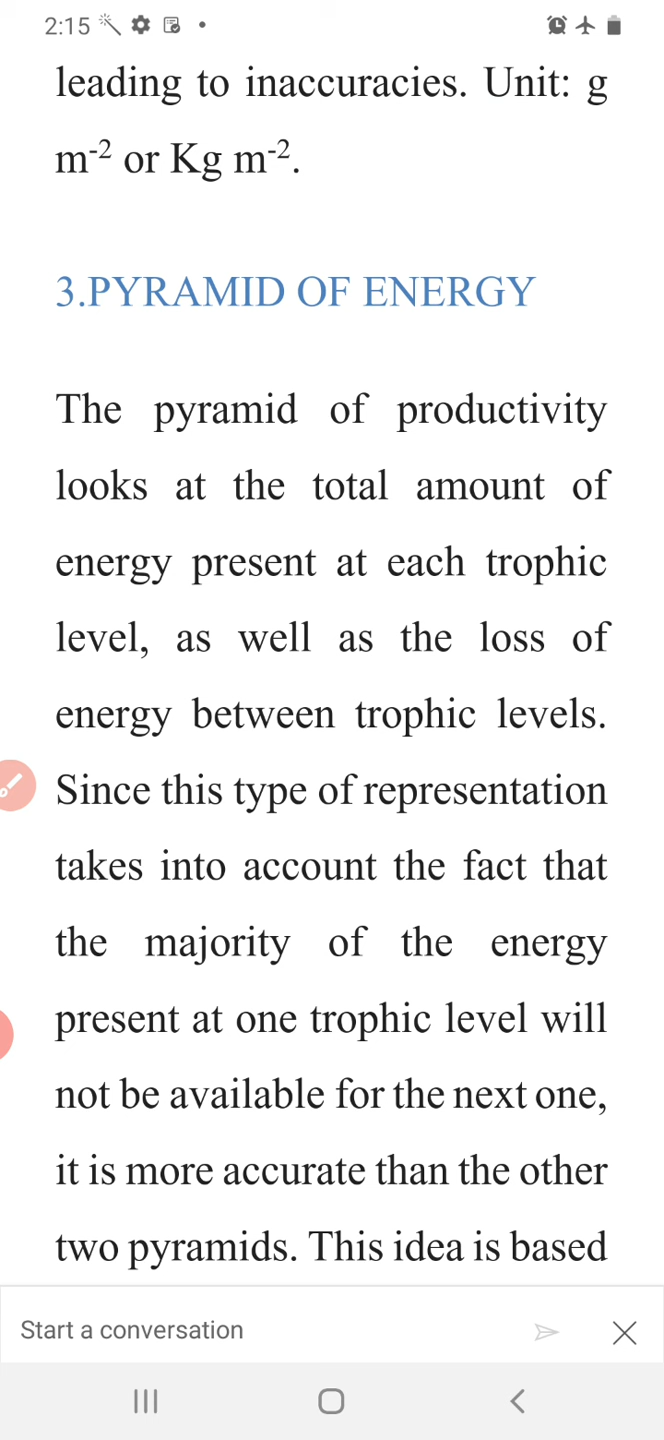 2:15
leading to inaccuracies. Unit: g
m⁻² or Kg m⁻².
3.PYRAMID OF ENERGY
The pyramid of productivity
looks at the total amount of
energy present at each trophic
level, as well as the loss of
energy between trophic levels.
Since this type of representation
takes into account the fact that
the majority of the energy
present at one trophic level will
not be available for the next one,
it is more accurate than the other
two pyramids. This idea is based
Start a conversation